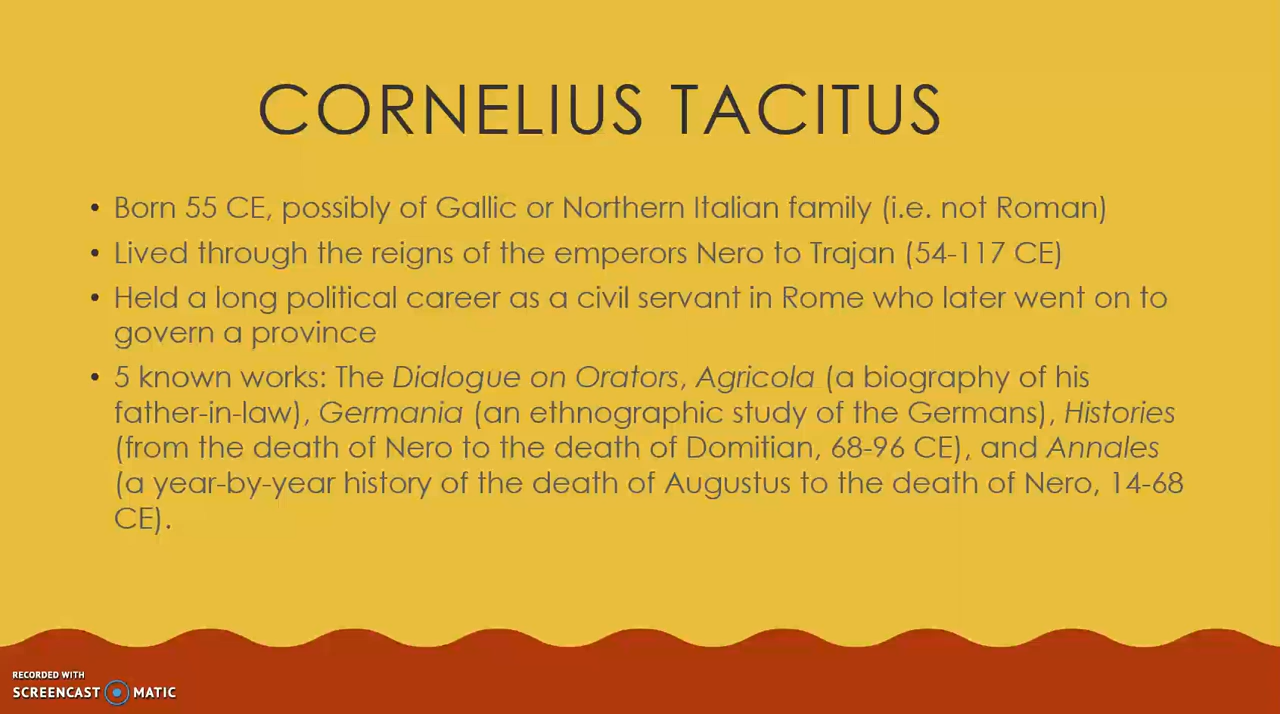 CORNELIUS TACITUS
• Born 55 CE, possibly of Gallic or Northern Italian family (i.e. not Roman)
• Lived through the reigns of the emperors Nero to Trajan (54-117 CE)
• Held a long political career as a civil servant in Rome who later went on to
govern a province
• 5 known works: The Dialogue on Orators, Agricola (a biography of his
father-in-law), Germania (an ethnographic study of the Germans), Histories
(from the death of Nero to the death of Domitian, 68-96 CE), and Annales
(a year-by-year history of the death of Augustus to the death of Nero, 14-68
CE).
RECORDED WITH
SCREENCAST MATIC